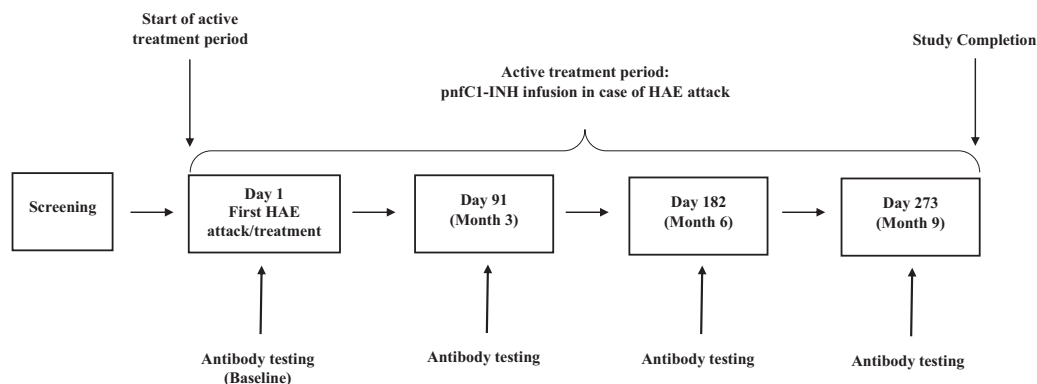 Start of active
treatment period
Study Completion
Active treatment period:
pnfC1-INH infusion in case of HAE attack
Screening
Day 1
First HAE
attack/treatment
Day 91
(Month 3)
Day 182
(Month 6)
Day 273
(Month 9)
Antibody testing
(Baseline)
Antibody testing
Antibody testing
Antibody testing